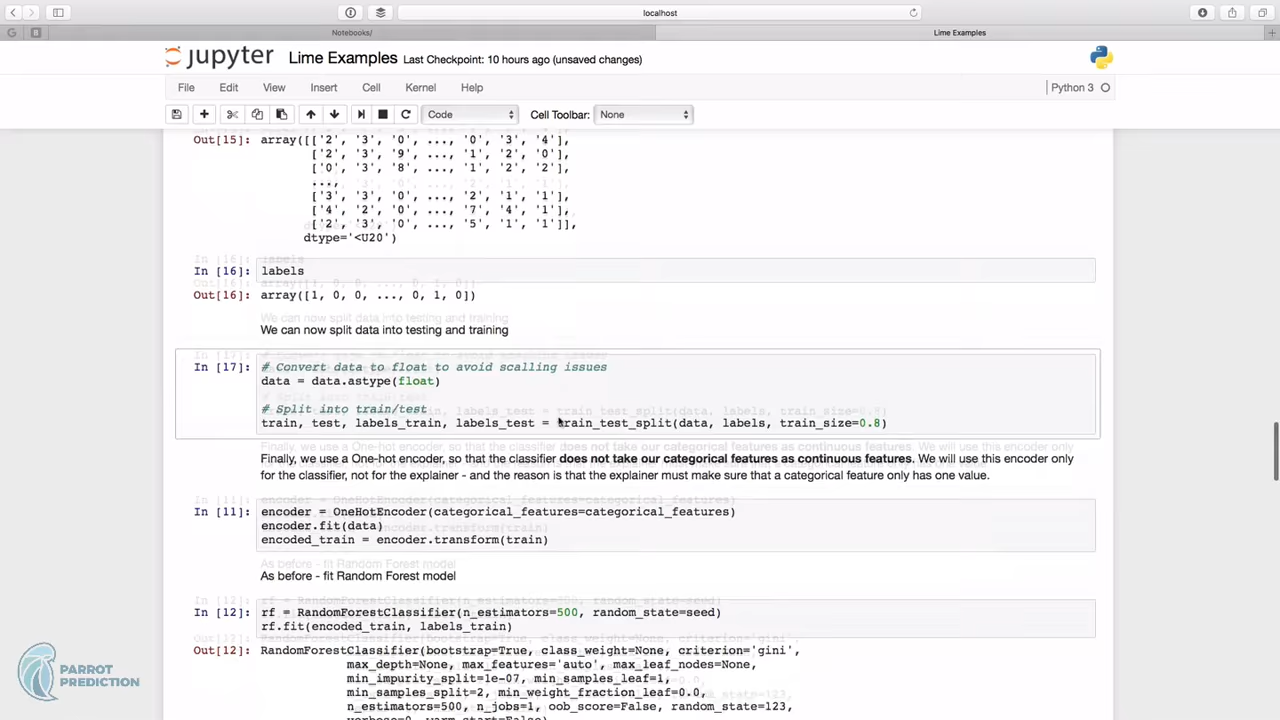 localhost
Notebooks/
Lime Examples
jupyter Lime Examples Last Checkpoint: 10 hours ago (unsaved changes)
File Edit View Insert Cell Kernel Help Python 3
Code Cell Toolbar: None
Out[15]: array([['2', '3', '0', ..., '0', '3', '4'],
['2', '3', '9', ..., '1', '2', '0'],
['0', '3', '8', ..., '1', '2', '2'],
...,
['3', '3', '0', ..., '2', '1', '1'],
['4', '2', '0', ..., '7', '4', '1'],
['2', '3', '0', ..., '5', '1', '1']],
dtype='<U20')
In [16]: labels
Out[16]: array([1, 0, 0, ..., 0, 1, 0])
We can now split data into testing and training
In [17]: # Convert data to float to avoid scalling issues
data = data.astype(float)
# Split into train/test
train, test, labels_train, labels_test = train_test_split(data, labels, train_size=0.8)
Finally, we use a One-hot encoder, so that the classifier does not take our categorical features as continuous features. We will use this encoder only
for the classifier, not for the explainer - and the reason is that the explainer must make sure that a categorical feature only has one value.
In [11]: encoder = OneHotEncoder(categorical_features=categorical_features)
encoder.fit(data)
encoded_train = encoder.transform(train)
As before - fit Random Forest model
In [12]: rf = RandomForestClassifier(n_estimators=500, random_state=seed)
rf.fit(encoded_train, labels_train)
Out[12]: RandomForestClassifier(bootstrap=True, class_weight=None, criterion='gini',
max_depth=None, max_features='auto', max_leaf_nodes=None,
min_impurity_split=1e-07, min_samples_leaf=1,
min_samples_split=2, min_weight_fraction_leaf=0.0,
n_estimators=500, n_jobs=1, oob_score=False, random_state=123,
verbose=0, warm_start=False)
PARROT
PREDICTION